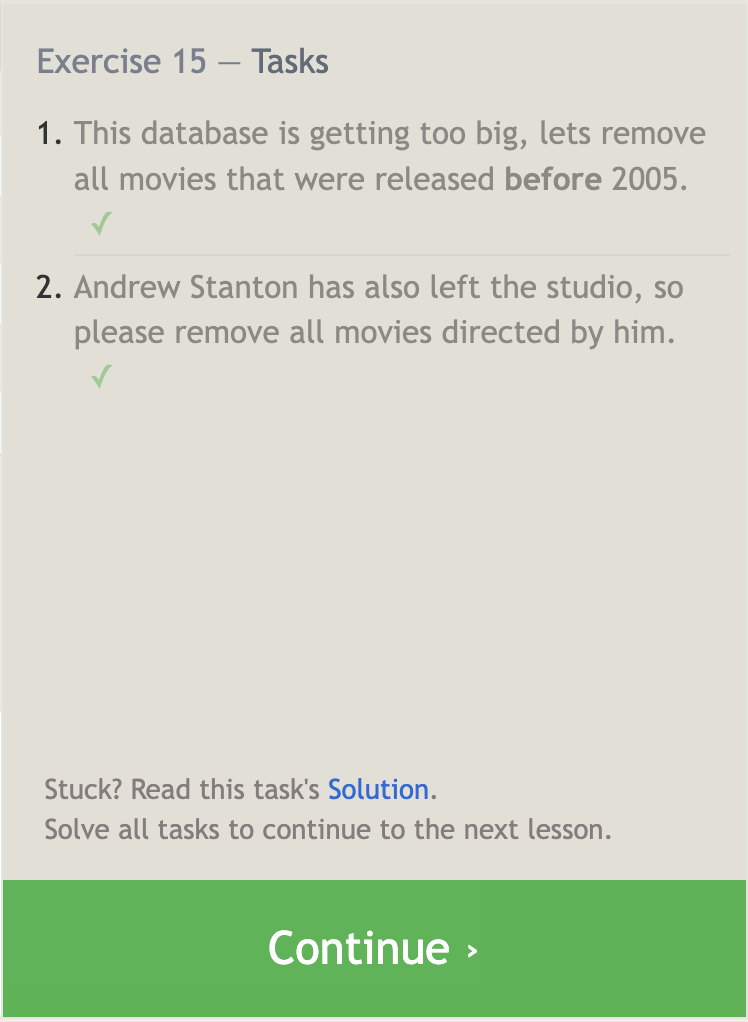 Exercise 15 — Tasks
1. This database is getting too big, lets remove
all movies that were released before 2005.
✓
2. Andrew Stanton has also left the studio, so
please remove all movies directed by him.
✓
Stuck? Read this task's Solution.
Solve all tasks to continue to the next lesson.
Continue ›